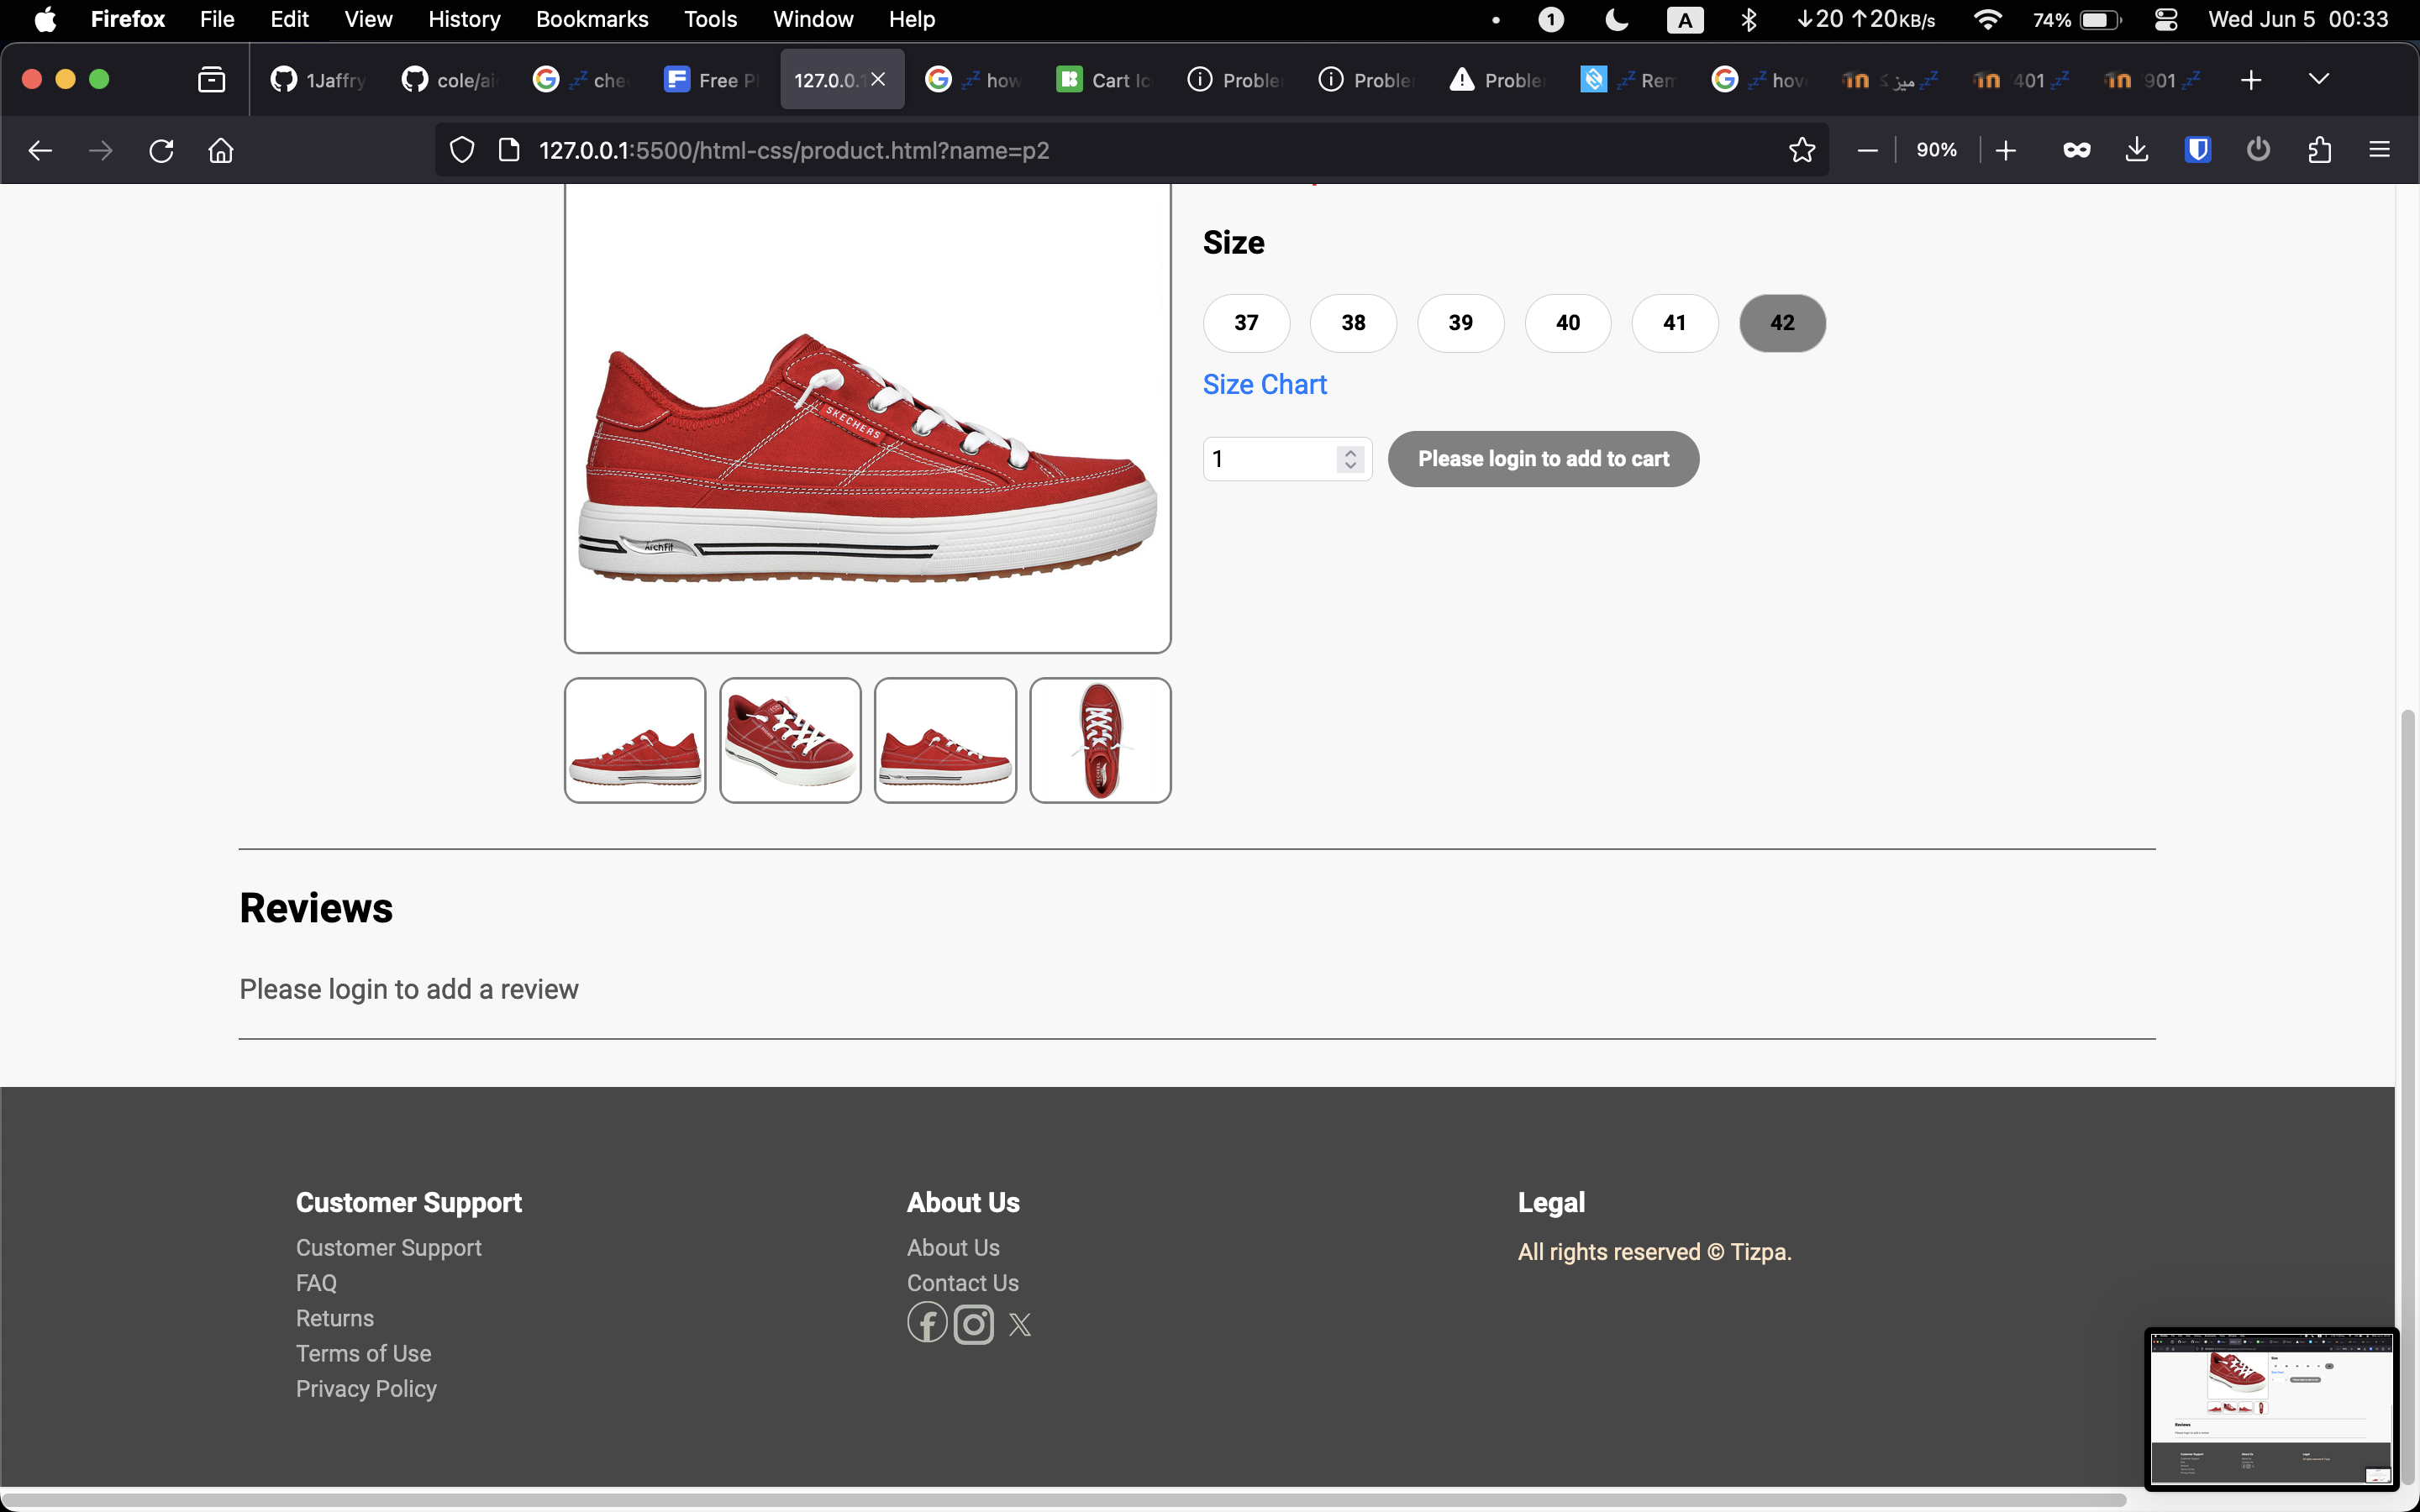 Firefox File Edit View History Bookmarks Tools Window Help
1 A ↓20 ↑20KB/s 74% Wed Jun 5 00:33
1Jaffry cole/ai che Free P 127.0.0.1 how Cart Ic Proble Proble Proble Rem hov میز ک 401 901
127.0.0.1:5500/html-css/product.html?name=p2 90%
Size
37 38 39 40 41 42
Size Chart
1 Please login to add to cart
SKECHERS
ArchFit
Reviews
Please login to add a review
Customer Support
Customer Support
FAQ
Returns
Terms of Use
Privacy Policy
About Us
About Us
Contact Us
Legal
All rights reserved © Tizpa.